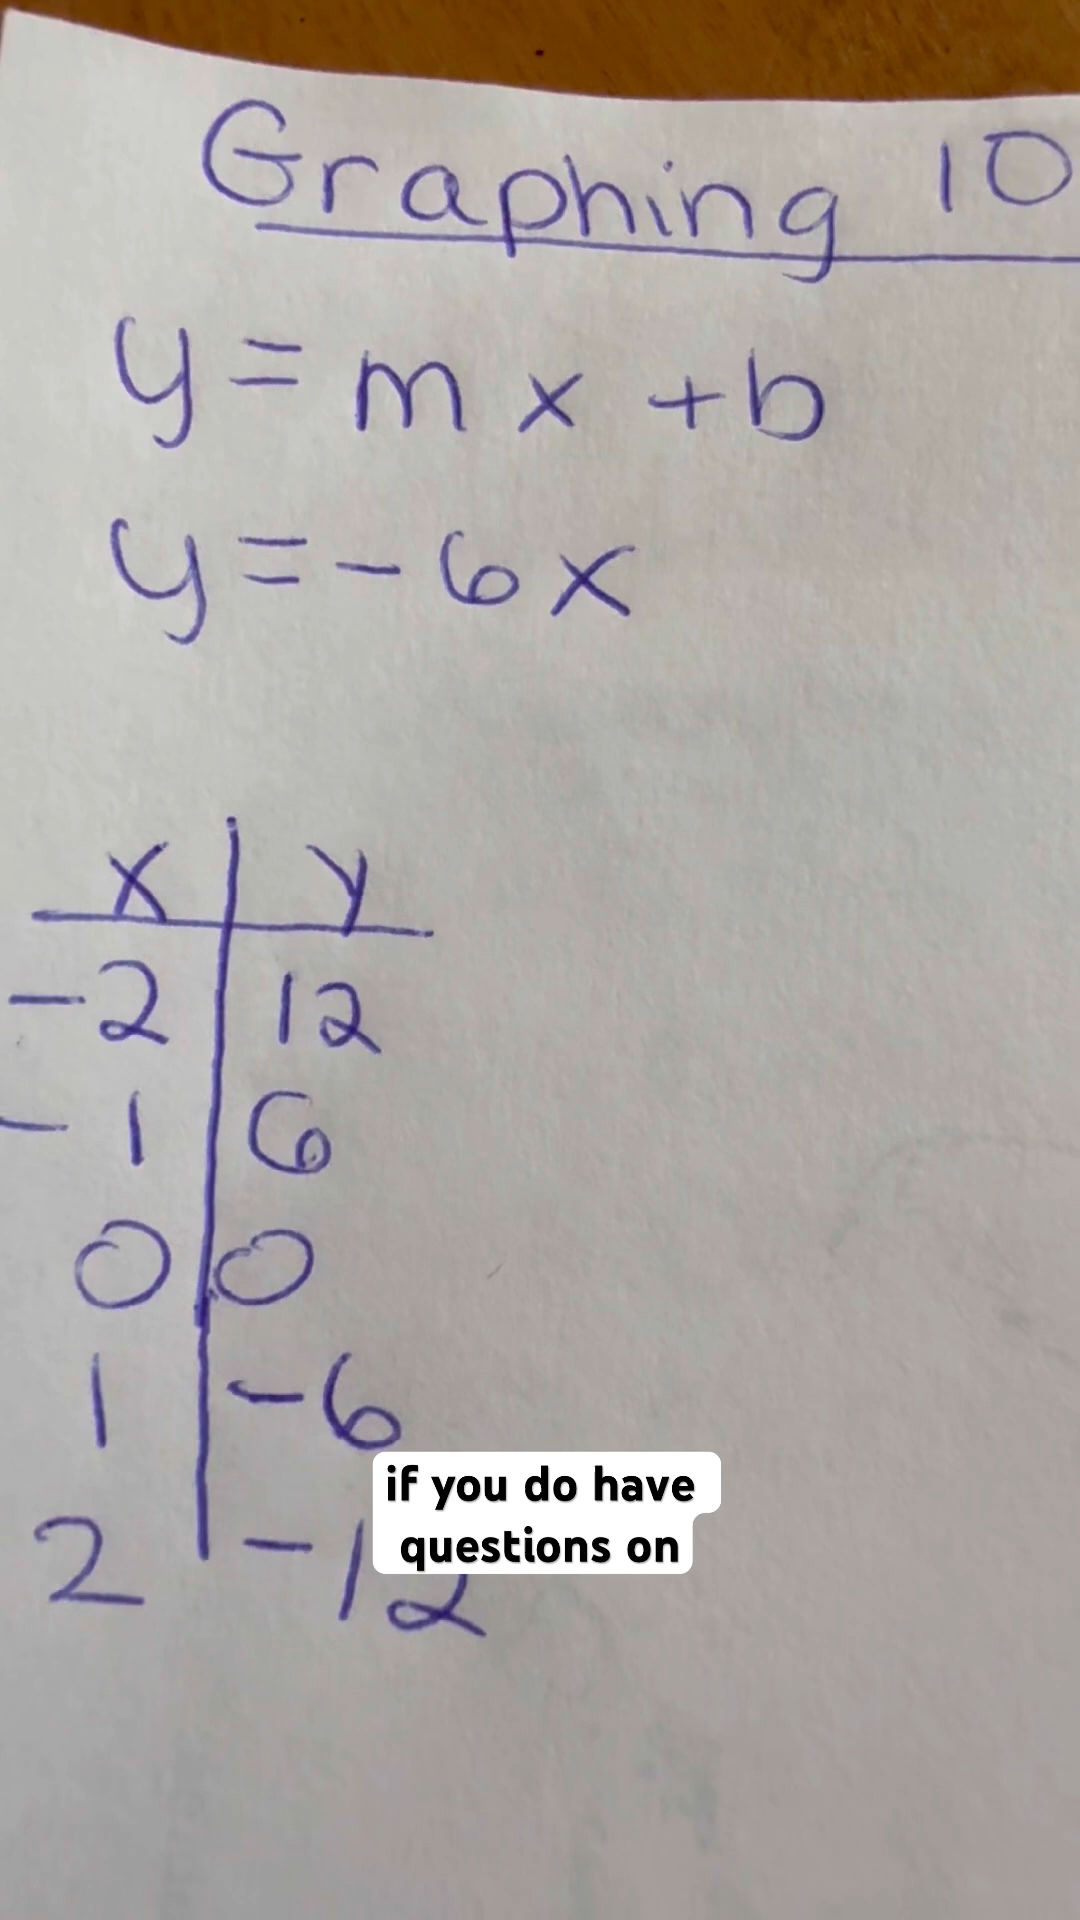 Graphing 10
y = mx + b
y = -6x
x y
-2 12
-1 6
0 0
1 -6
2 -12
if you do have
questions on